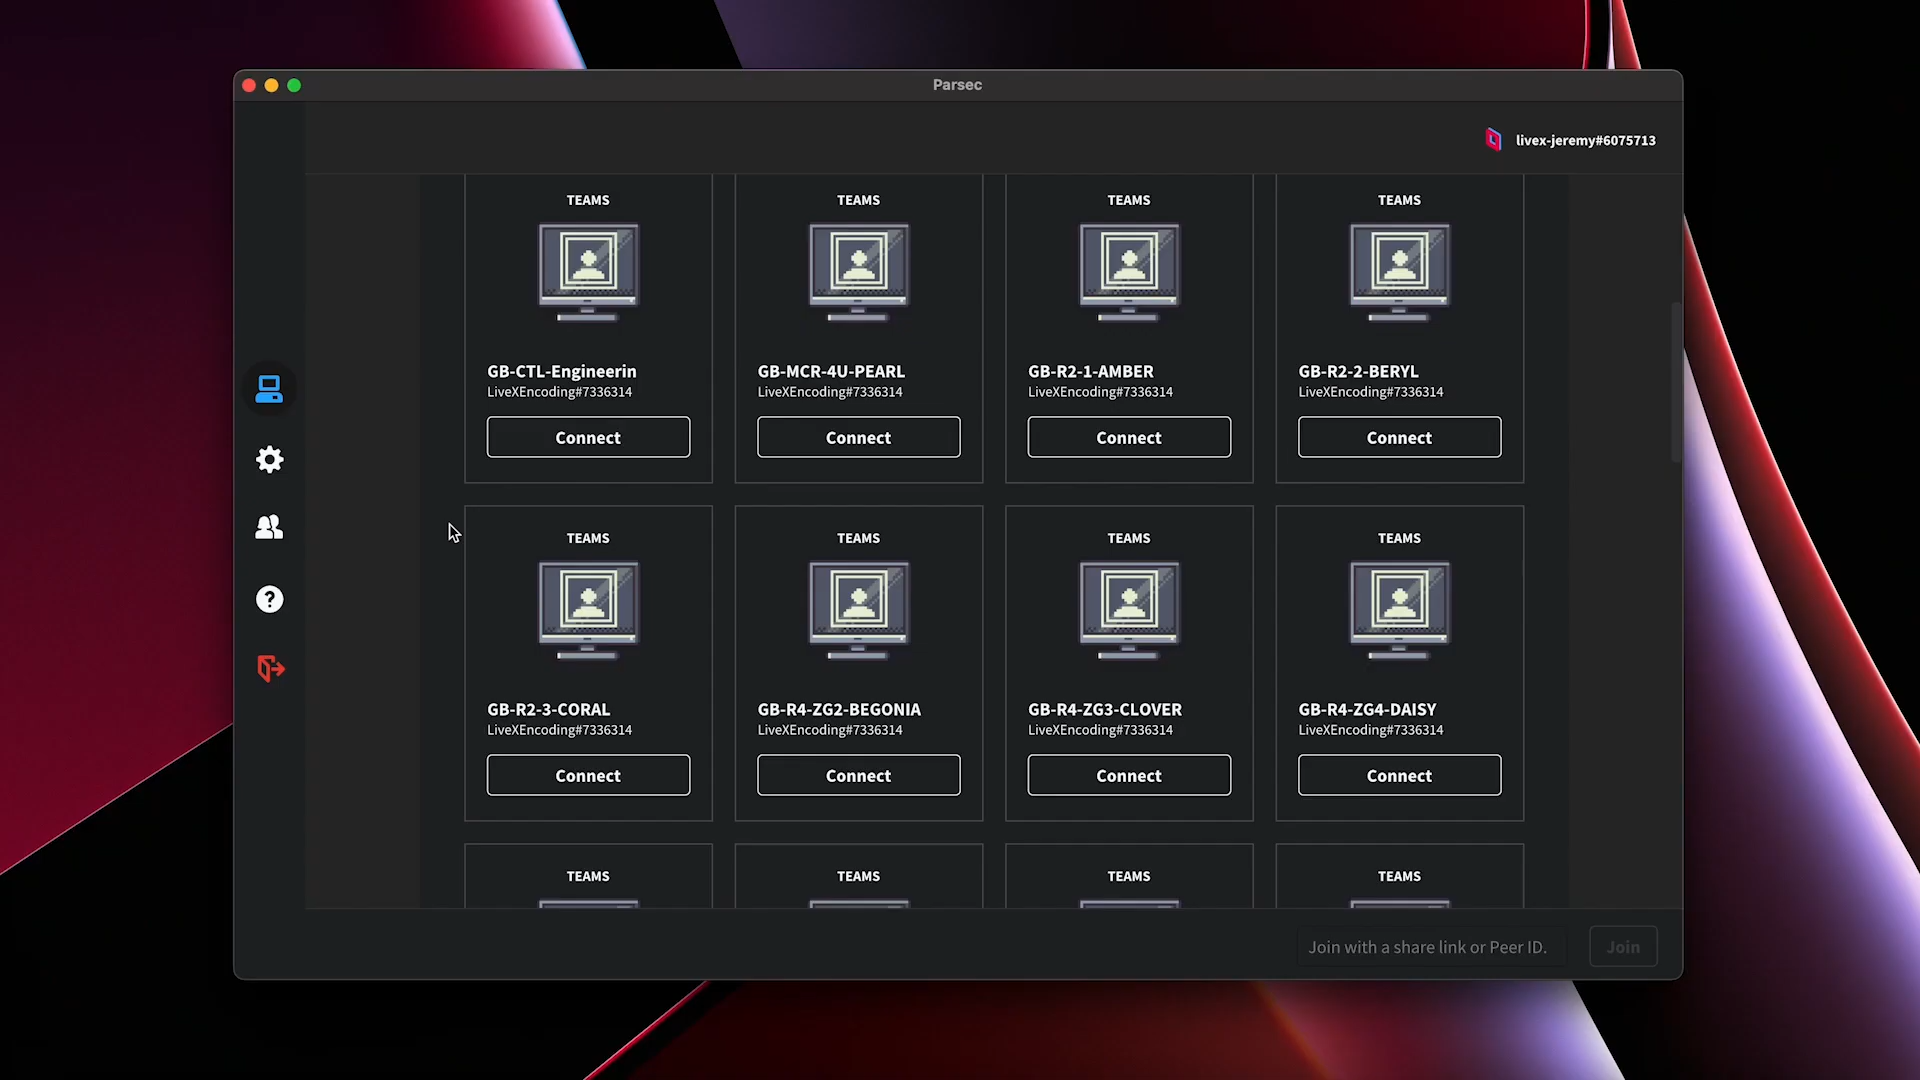 Parsec
livex-jeremy#6075713
TEAMS
TEAMS
TEAMS
TEAMS
GB-CTL-Engineerin
GB-MCR-4U-PEARL
GB-R2-1-AMBER
GB-R2-2-BERYL
LiveXEncoding#7336314
LiveXEncoding#7336314
LiveXEncoding#7336314
LiveXEncoding#7336314
Connect
Connect
Connect
Connect
TEAMS
TEAMS
TEAMS
TEAMS
GB-R2-3-CORAL
GB-R4-ZG2-BEGONIA
GB-R4-ZG3-CLOVER
GB-R4-ZG4-DAISY
LiveXEncoding#7336314
LiveXEncoding#7336314
LiveXEncoding#7336314
LiveXEncoding#7336314
Connect
Connect
Connect
Connect
TEAMS
TEAMS
TEAMS
TEAMS
Join with a share link or Peer ID.
Join